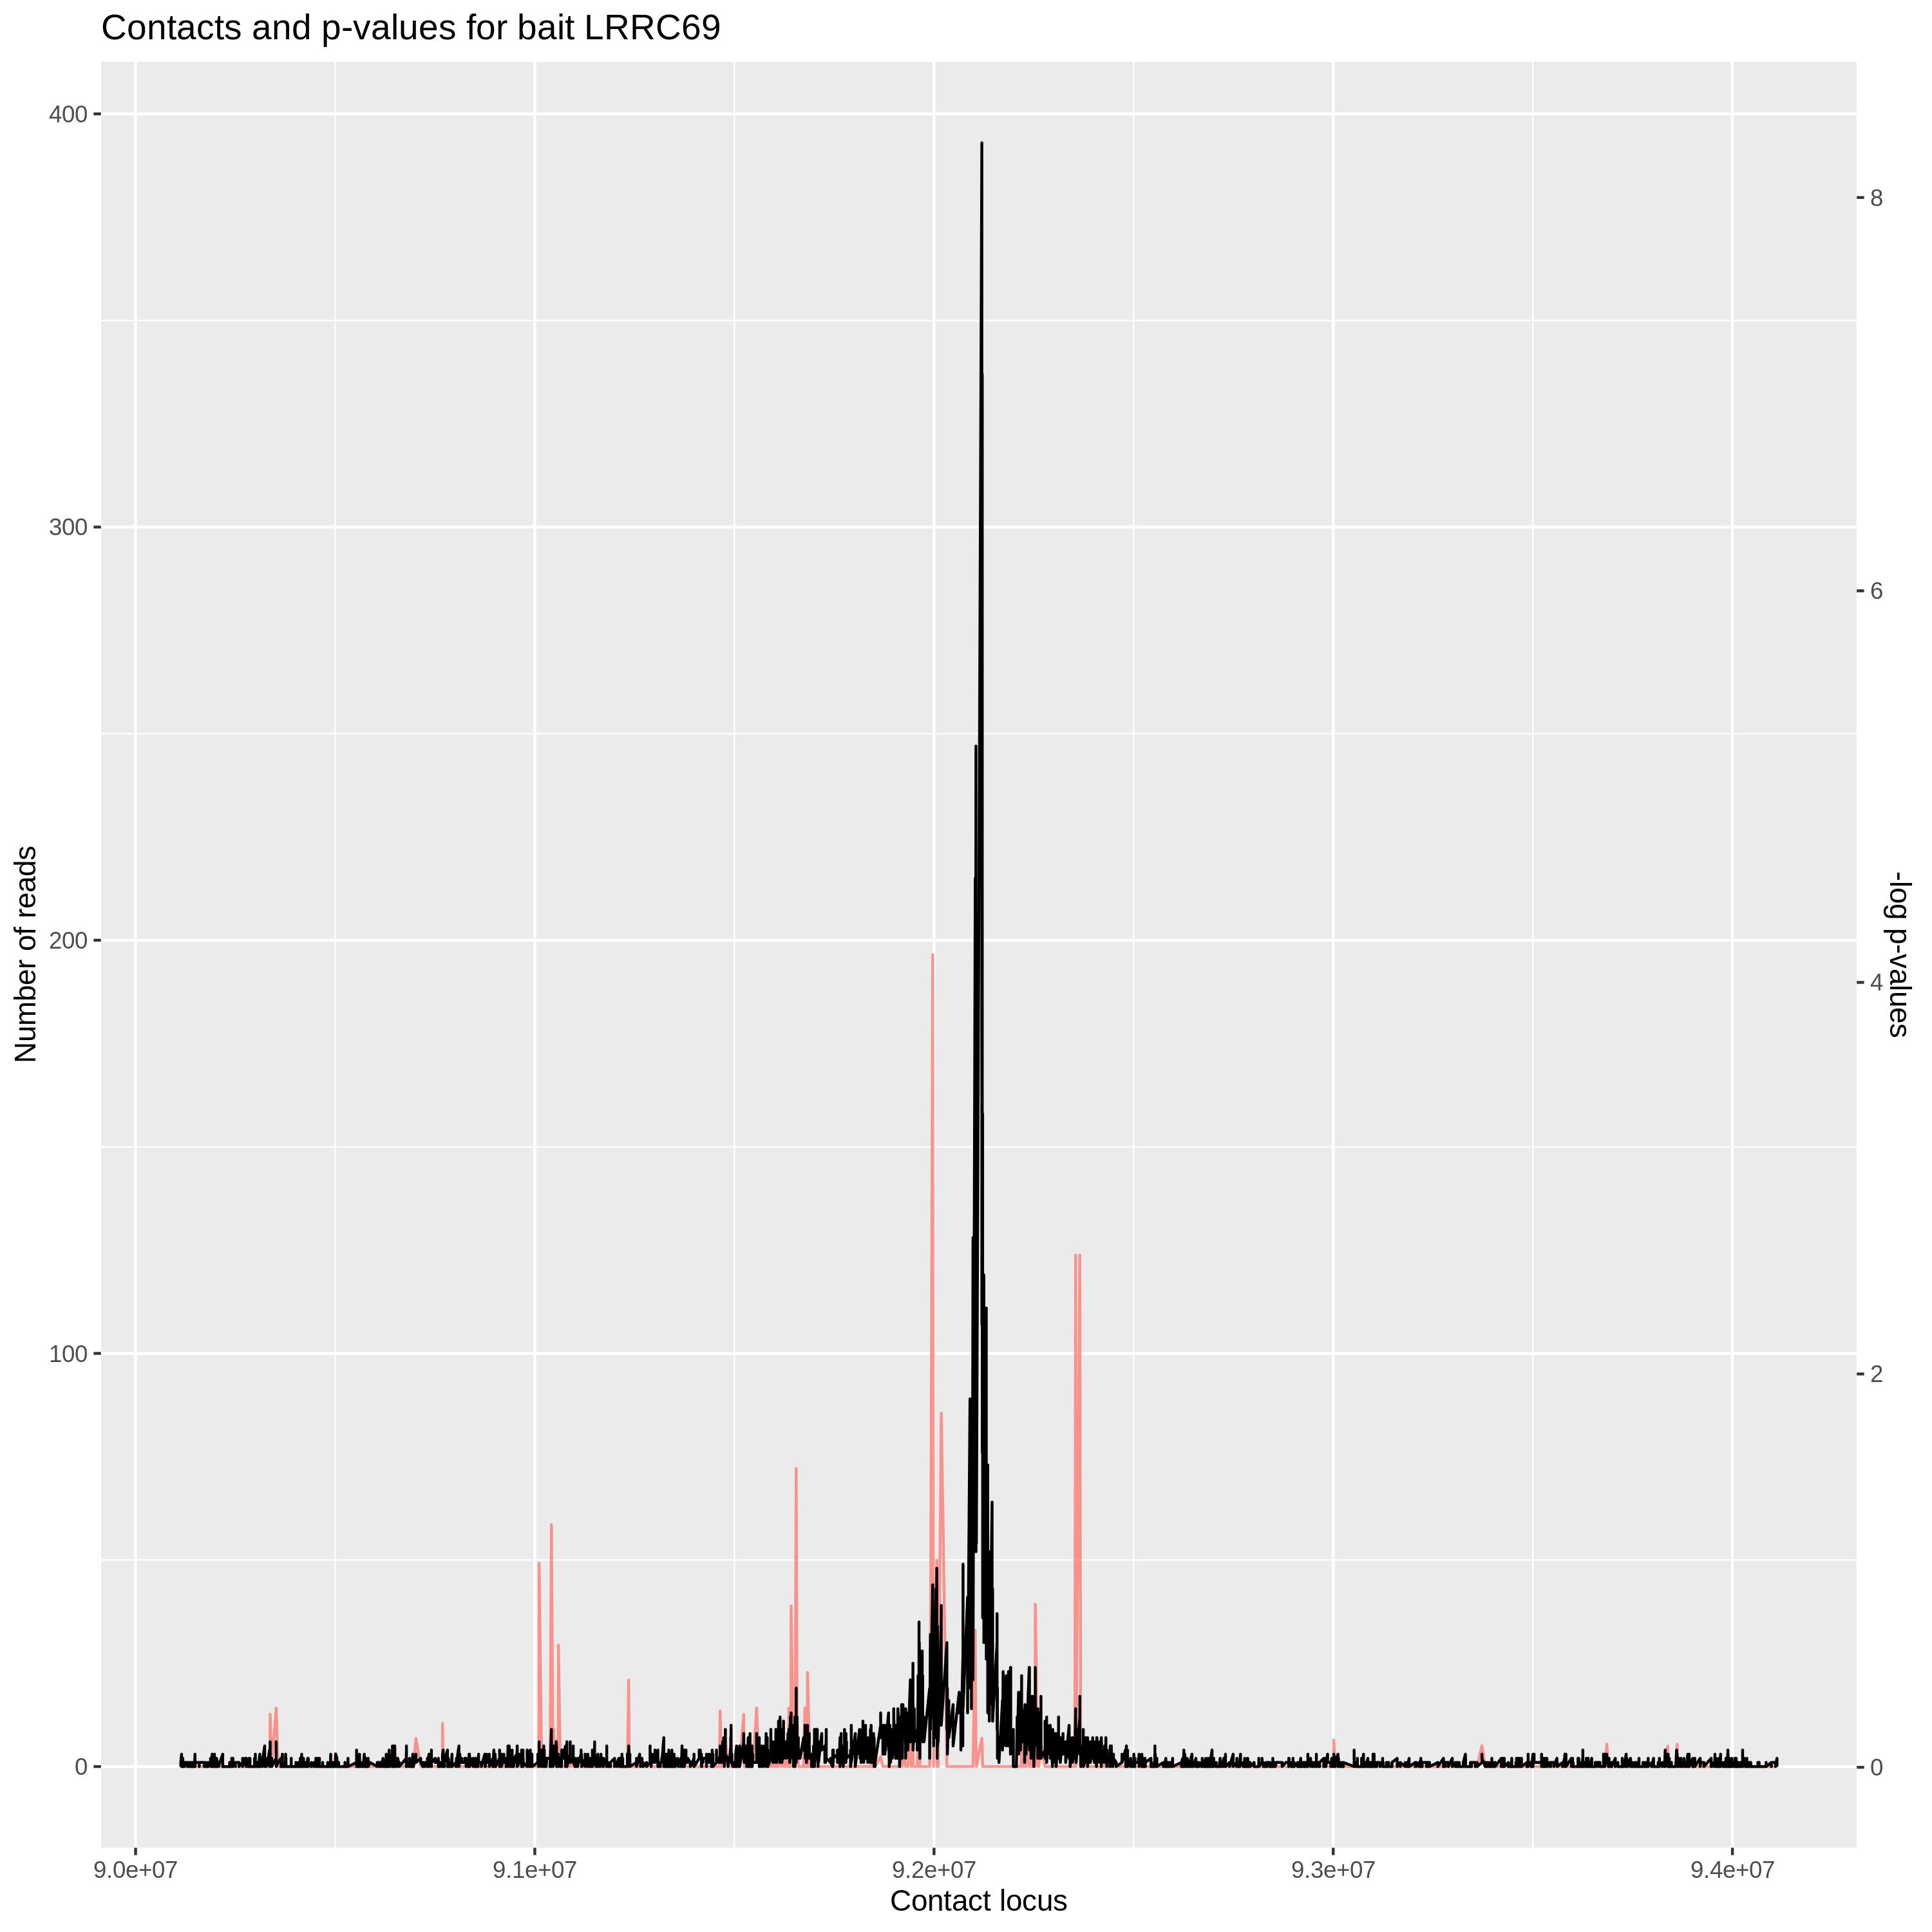 Contacts and p-values for bait LRRC69
400
300
200
100
0
Number of reads
8
6
4
2
0
-log p-values
9.0e+07
9.1e+07
9.2e+07
9.3e+07
9.4e+07
Contact locus